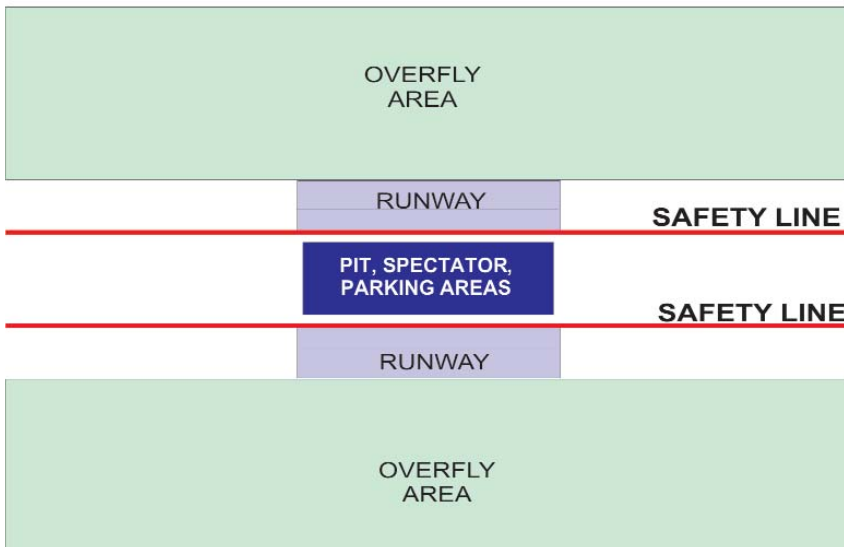 OVERFLY
AREA
RUNWAY
SAFETY LINE
PIT, SPECTATOR,
PARKING AREAS
SAFETY LINE
RUNWAY
OVERFLY
AREA